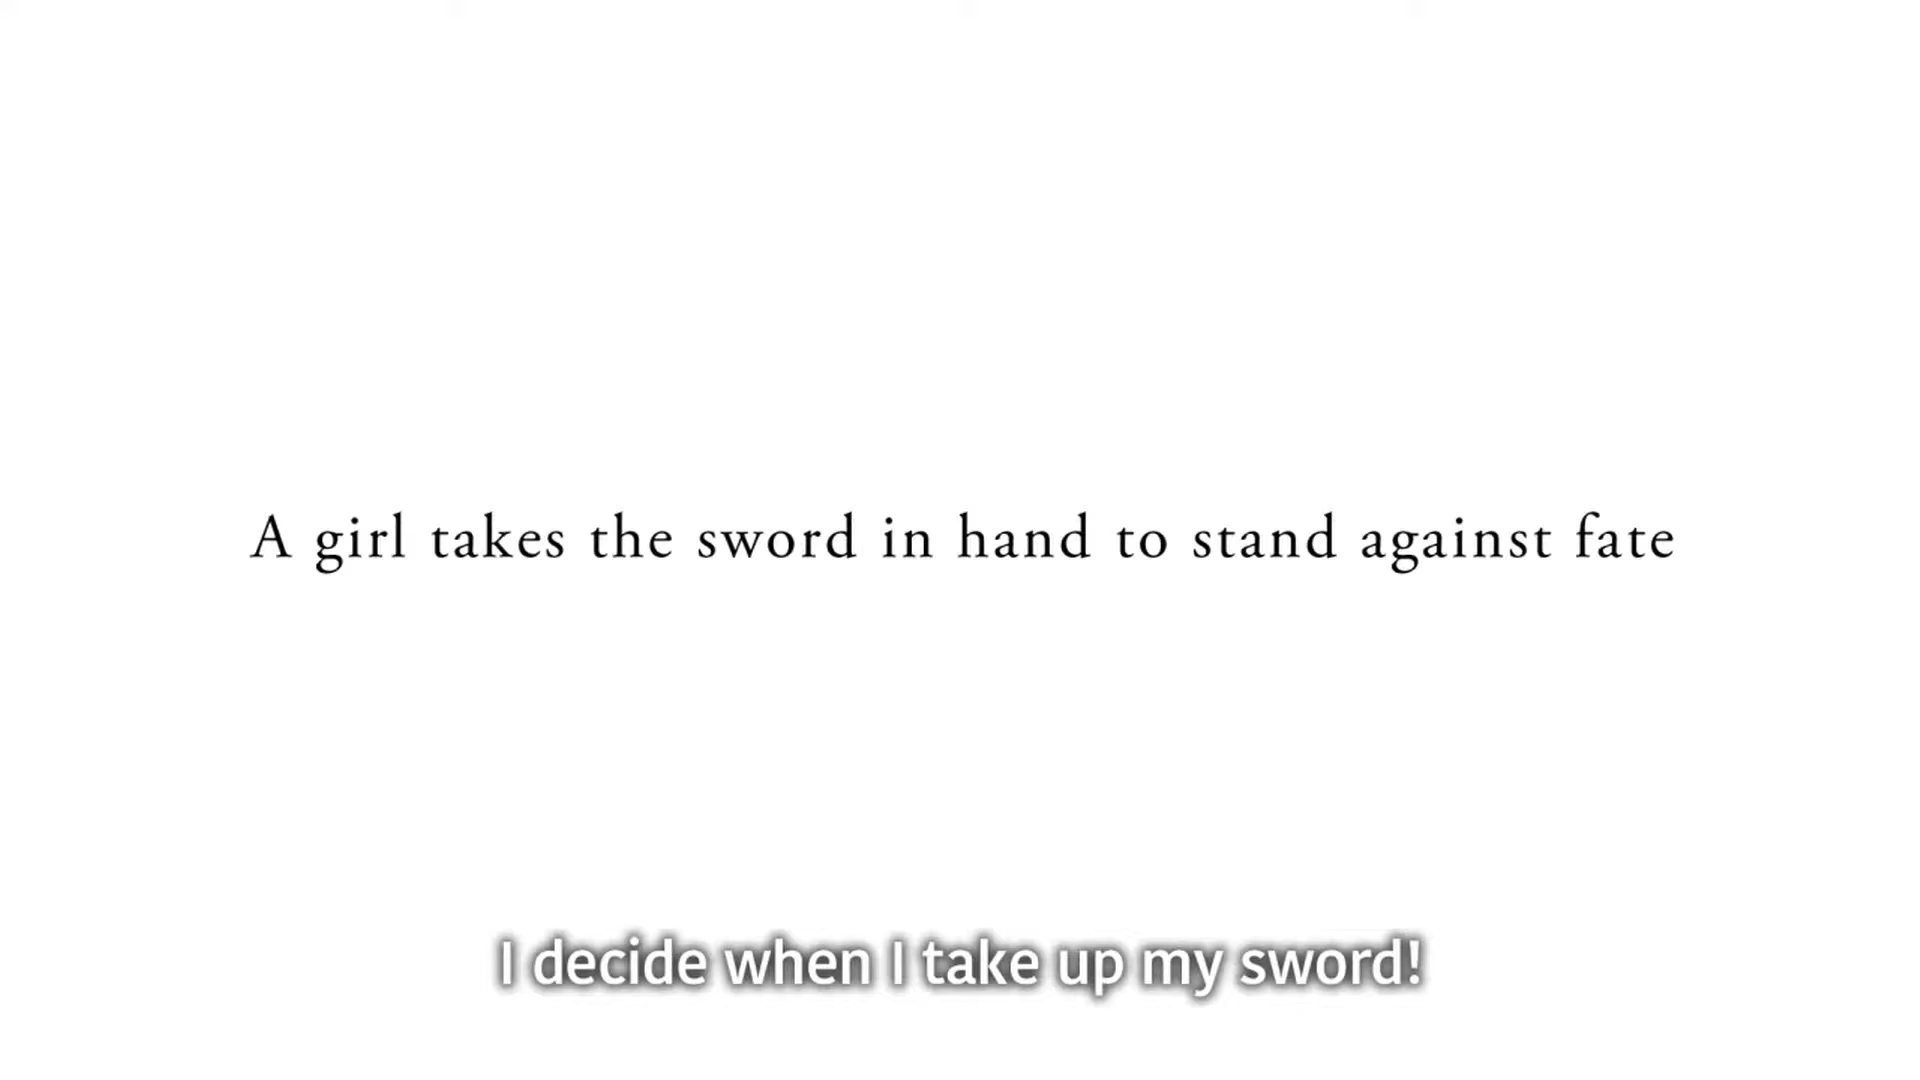 A girl takes the sword in hand to stand against fate
I decide when I take up my sword!